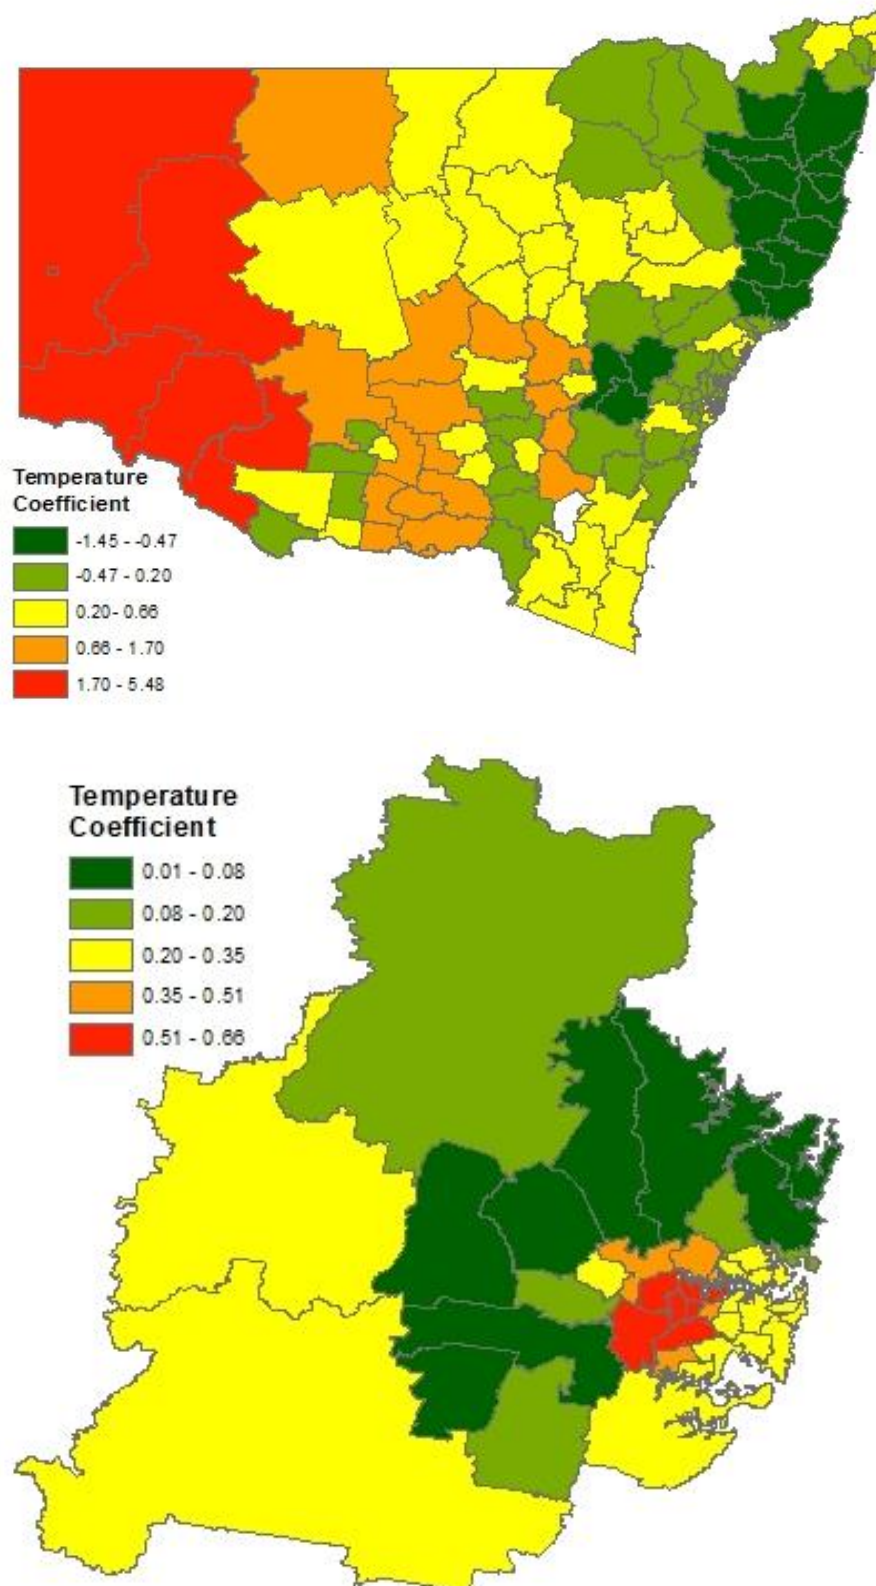 Temperature
Coefficient
-1.45 - -0.47
-0.47 - 0.20
0.20 - 0.66
0.66 - 1.70
1.70 - 5.48
Temperature
Coefficient
0.01 - 0.08
0.08 - 0.20
0.20 - 0.35
0.35 - 0.51
0.51 - 0.66